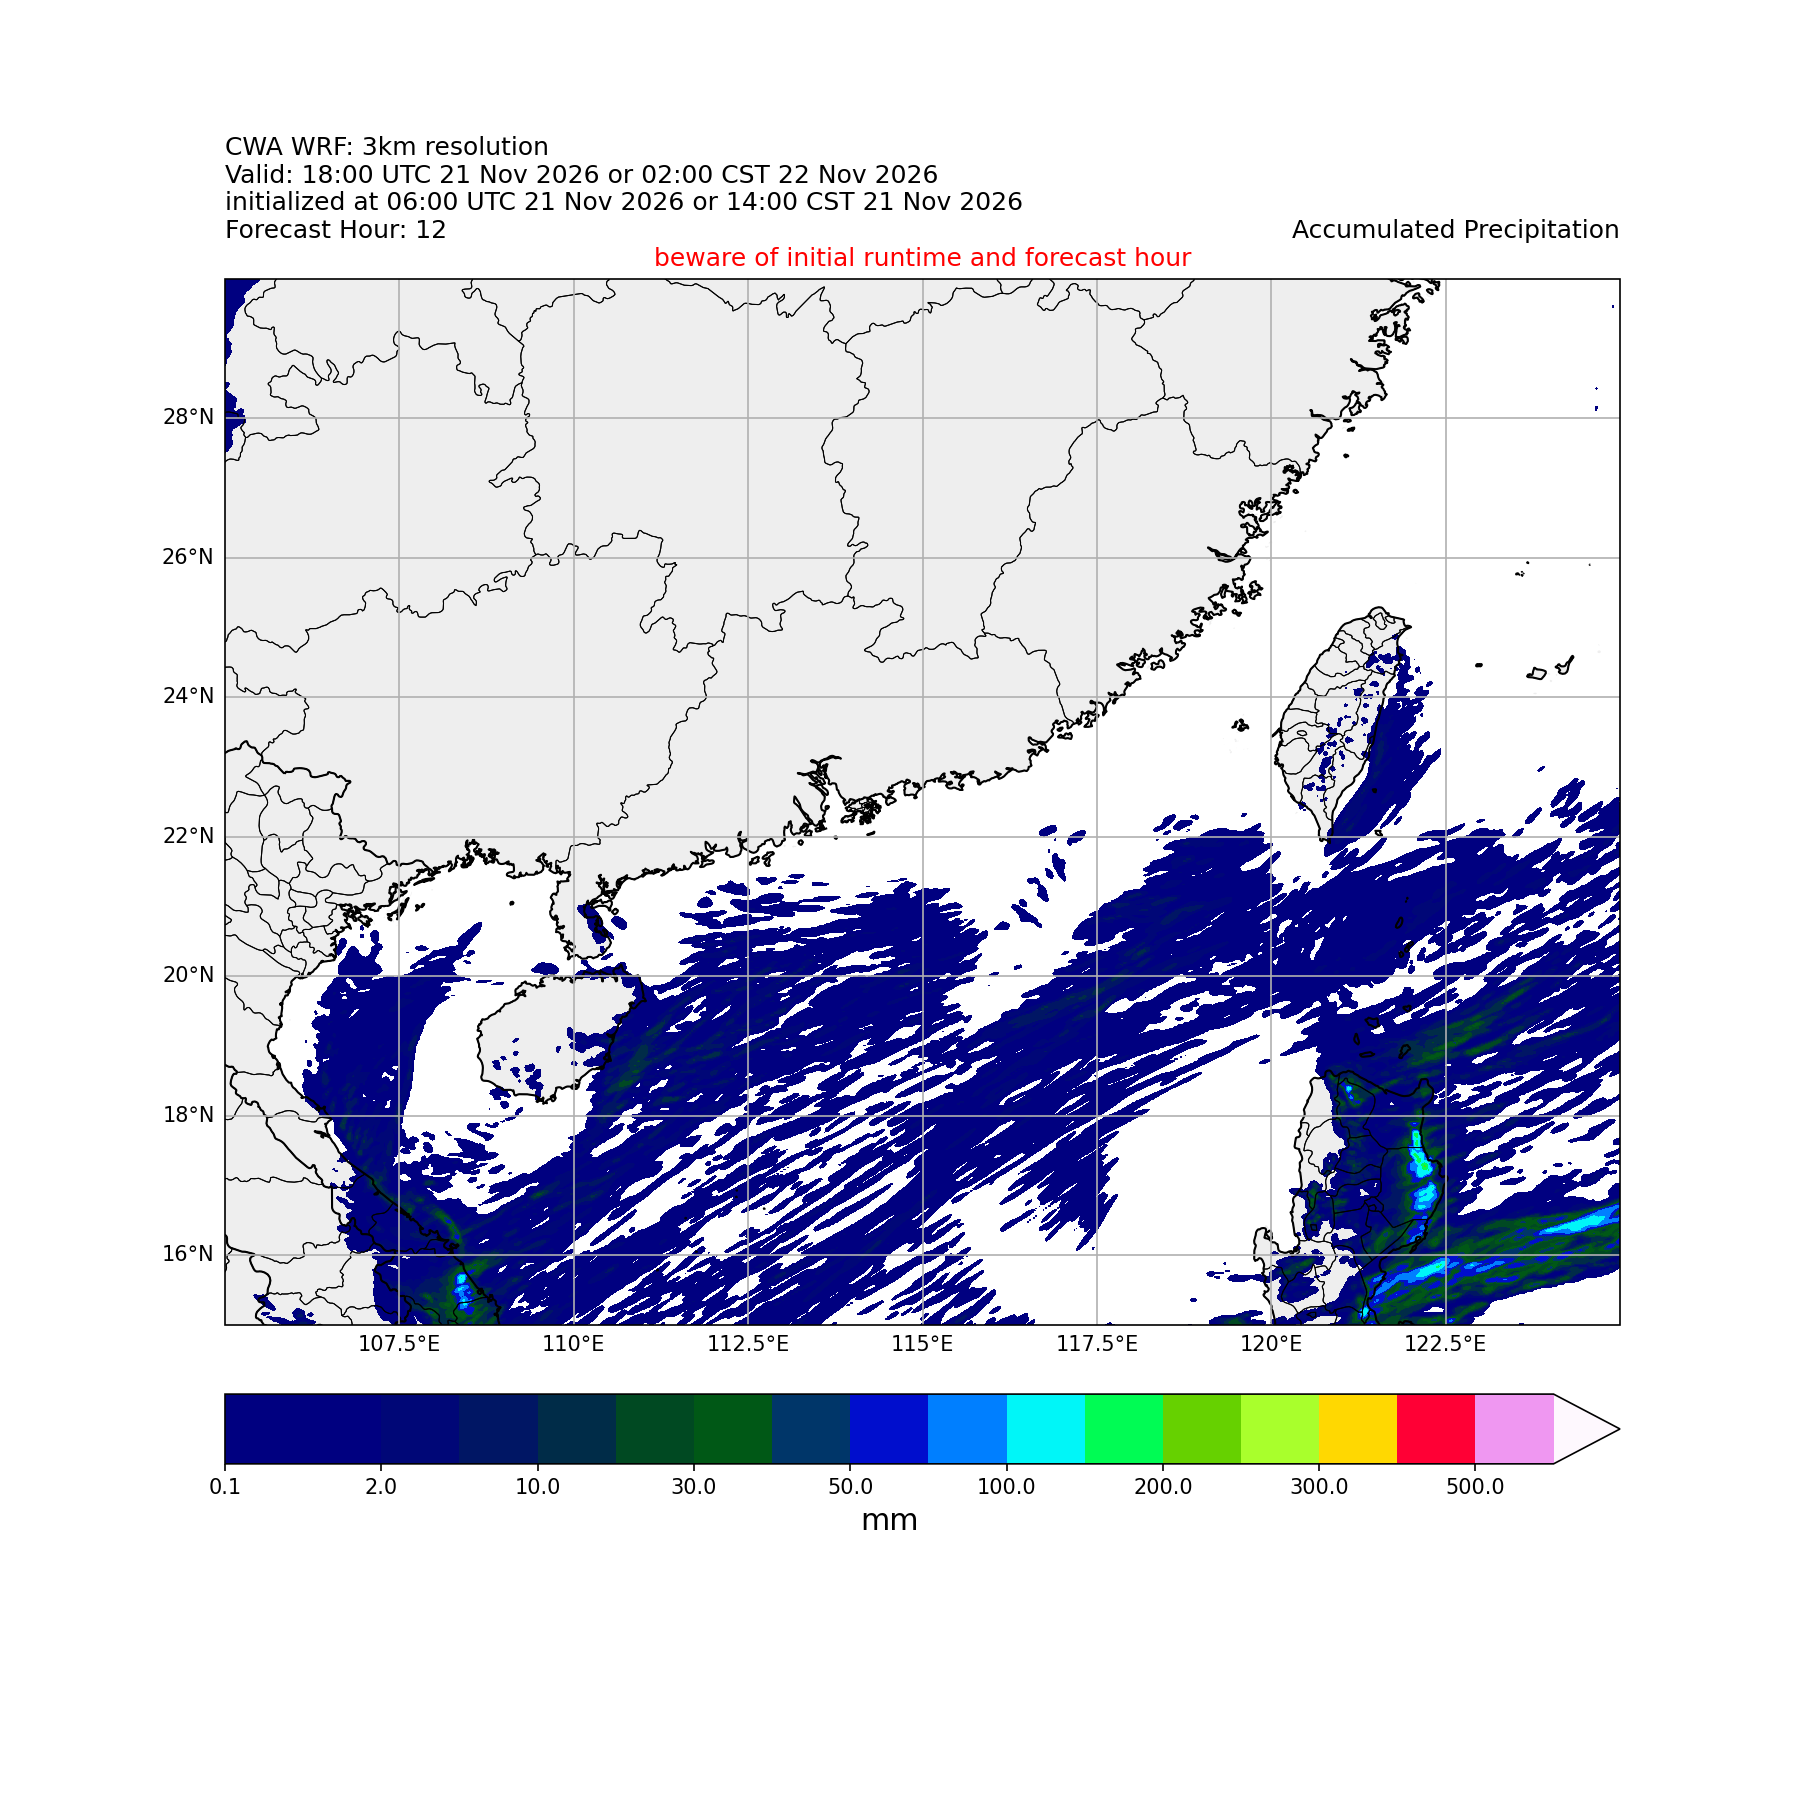 CWA WRF: 3km resolution
Valid: 18:00 UTC 21 Nov 2026 or 02:00 CST 22 Nov 2026
initialized at 06:00 UTC 21 Nov 2026 or 14:00 CST 21 Nov 2026
Forecast Hour: 12
Accumulated Precipitation
beware of initial runtime and forecast hour
28°N
26°N
24°N
22°N
20°N
18°N
16°N
107.5°E 110°E 112.5°E 115°E 117.5°E 120°E 122.5°E
0.1 2.0 10.0 30.0 50.0 100.0 200.0 300.0 500.0
mm